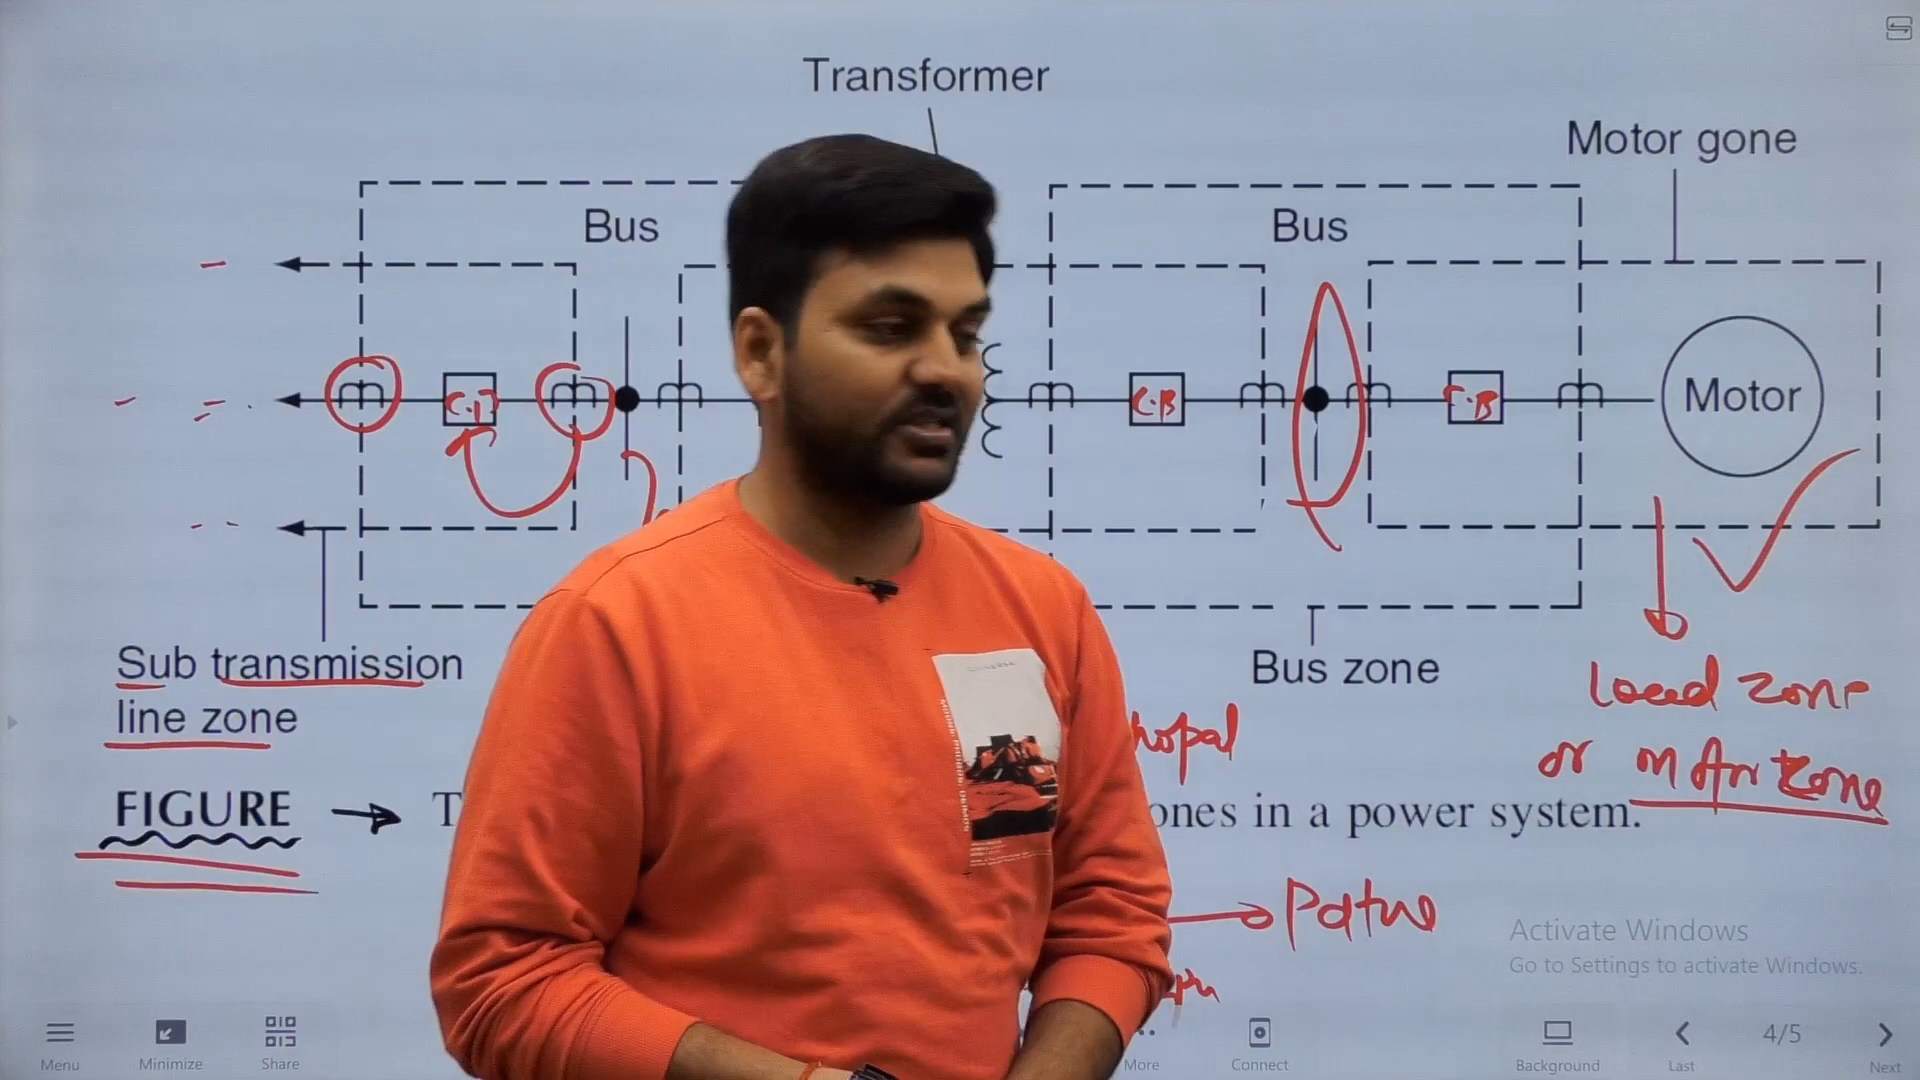 Transformer
Motor gone
Bus
Bus
C.B
C.B
Motor
Sub transmission
line zone
Bus zone
Load zone
or
zone
FIGURE → T
ones in a power system.
Activate Windows
Go to Settings to activate Windows.
Menu
Minimize
Share
More
Connect
Background
Last
4/5
Next